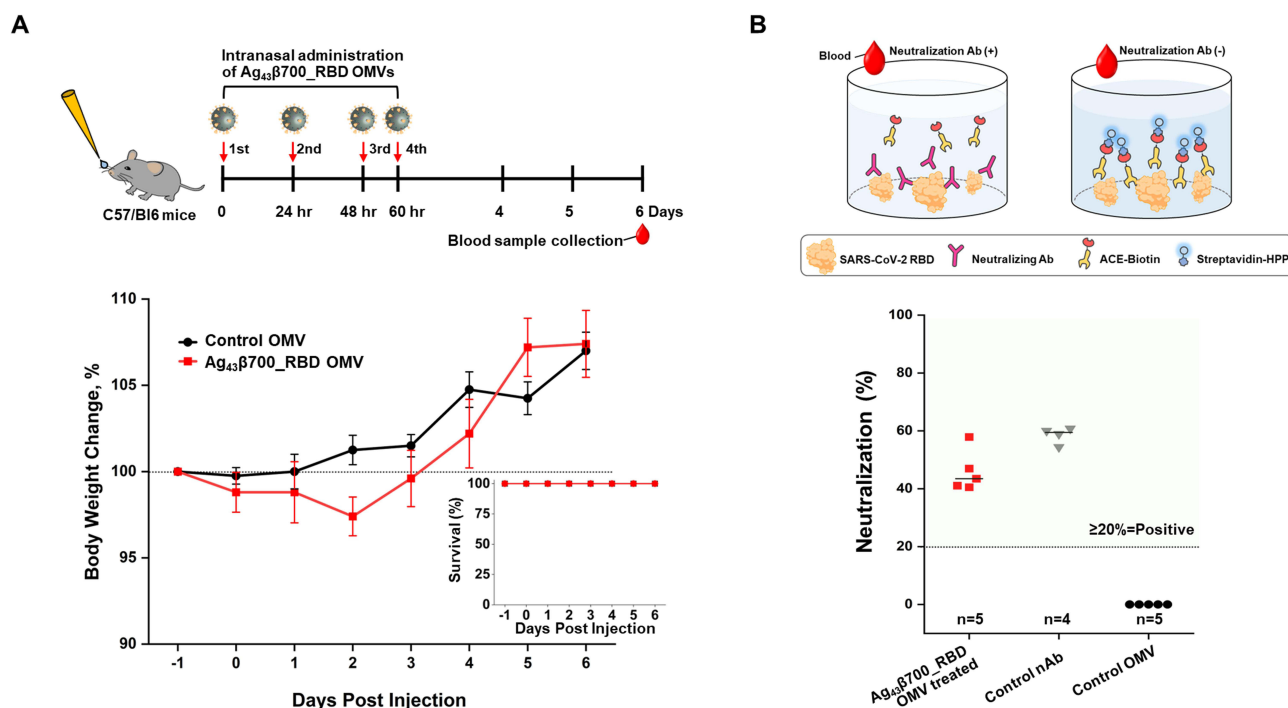 A
Intranasal administration
of Ag₄₃β700_RBD OMVs
1st
2nd
3rd
4th
C57/Bl6 mice
0
24 hr
48 hr
60 hr
4
5
6 Days
Blood sample collection
110
105
100
95
90
Body Weight Change, %
Control OMV
Ag₄₃β700_RBD OMV
100
75
50
25
0
Survival (%)
-1 0 1 2 3 4 5 6
Days Post Injection
-1 0 1 2 3 4 5 6
Days Post Injection
B
Blood
Neutralization Ab (+)
Neutralization Ab (-)
SARS-CoV-2 RBD
Neutralizing Ab
ACE-Biotin
Streptavidin-HPP
100
80
60
40
20
0
Neutralization (%)
≥20%=Positive
n=5
n=4
n=5
Ag₄₃β700_RBD
OMV treated
Control nAb
Control OMV